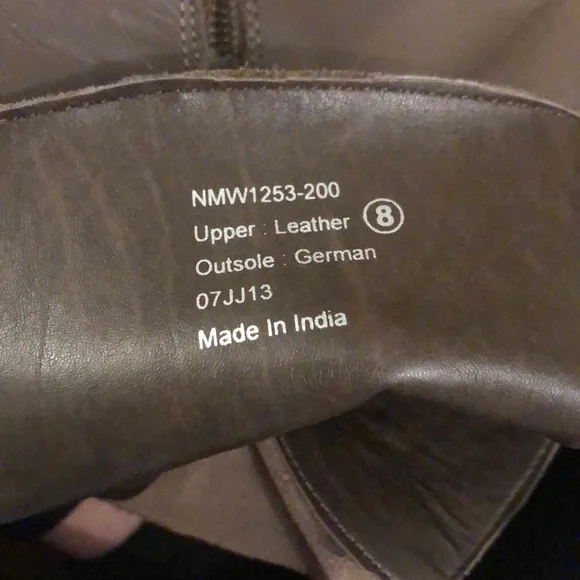 NMW1253-200
Upper : Leather 8
Outsole : German
07JJ13
Made In India